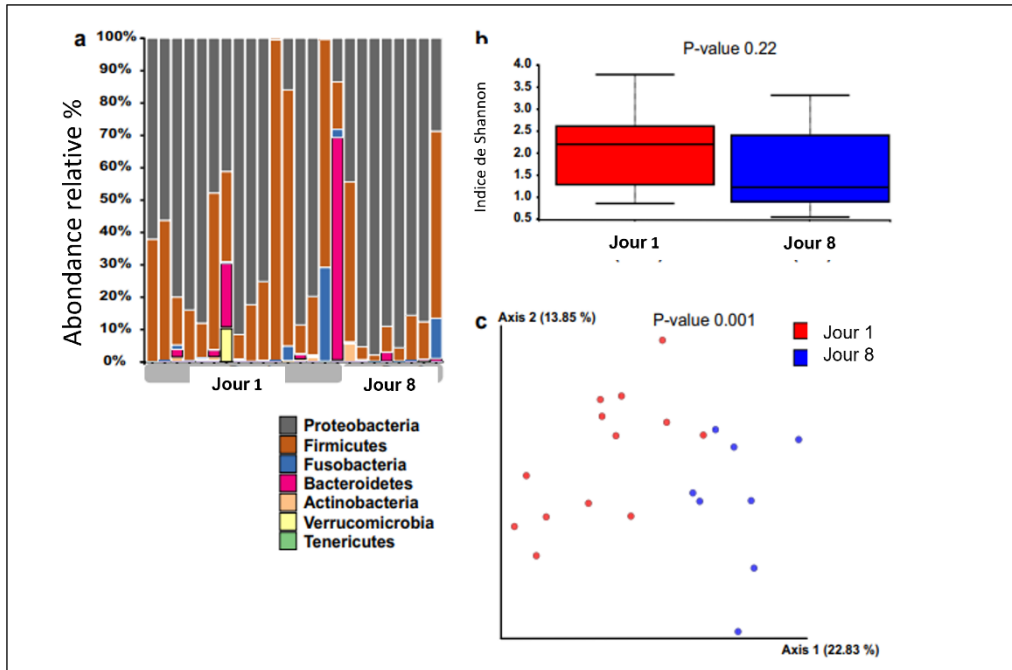 a
100%
90%
80%
70%
60%
50%
40%
30%
20%
10%
0%
Abondance relative %
Jour 1
Jour 8
Proteobacteria
Firmicutes
Fusobacteria
Bacteroidetes
Actinobacteria
Verrucomicrobia
Tenericutes
b
P-value 0.22
4.0
3.5
3.0
2.5
2.0
1.5
1.0
0.5
Indice de Shannon
Jour 1
Jour 8
c
Axis 2 (13.85 %)
P-value 0.001
Jour 1
Jour 8
Axis 1 (22.83 %)